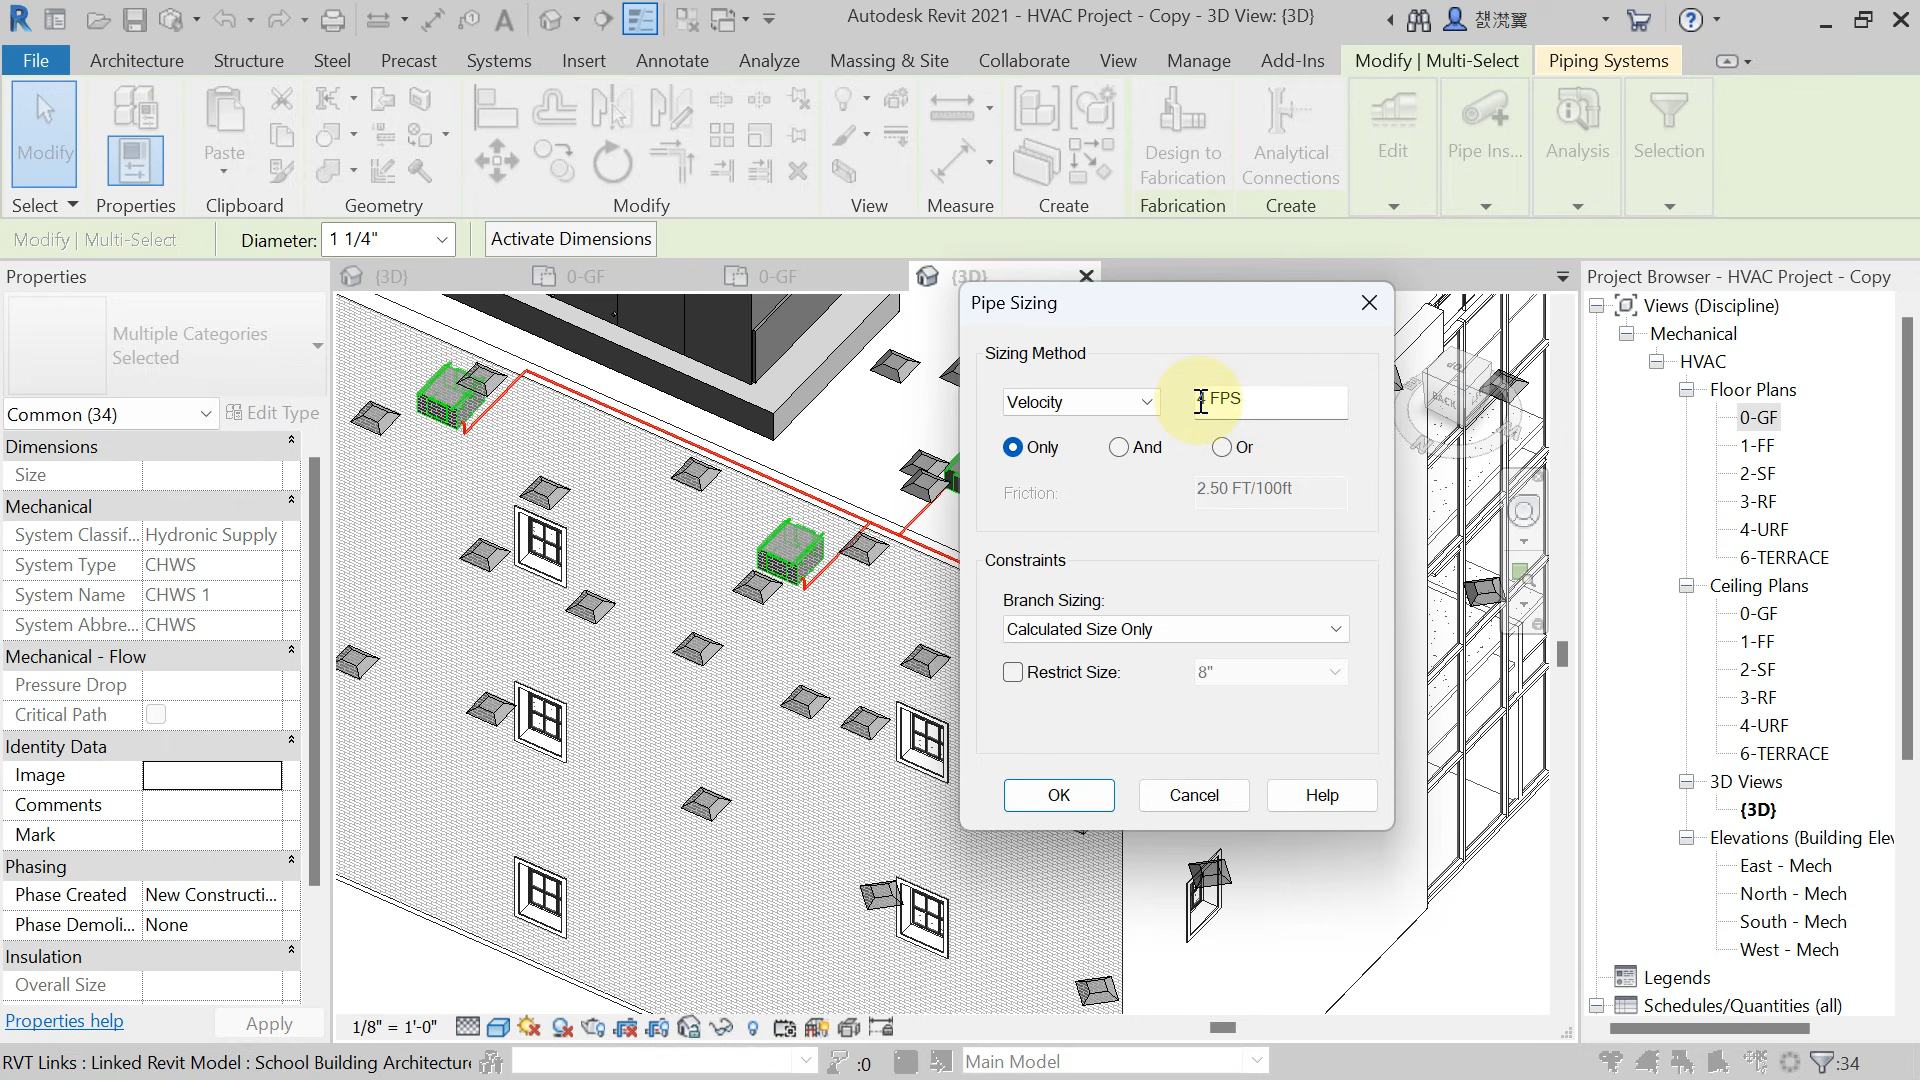 Autodesk Revit 2021 - HVAC Project - Copy - 3D View: {3D}
File
Architecture
Structure
Steel
Precast
Systems
Insert
Annotate
Analyze
Massing & Site
Collaborate
View
Manage
Add-Ins
Modify | Multi-Select
Piping Systems
Modify
Paste
Design to
Fabrication
Analytical
Connections
Edit
Pipe Ins...
Analysis
Selection
Select
Properties
Clipboard
Geometry
Modify
View
Measure
Create
Fabrication
Create
Modify | Multi-Select
Diameter:
1 1/4"
Activate Dimensions
Properties
Multiple Categories
Selected
Common (34)
Edit Type
Dimensions
Size
Mechanical
System Classif... Hydronic Supply
System Type CHWS
System Name CHWS 1
System Abbre... CHWS
Mechanical - Flow
Pressure Drop
Critical Path
Identity Data
Image
Comments
Mark
Phasing
Phase Created New Constructi...
Phase Demoli... None
Insulation
Overall Size
Properties help
Apply
{3D}
0-GF
0-GF
{3D}
TOP
BACK
Pipe Sizing
Sizing Method
Velocity
FPS
Only
And
Or
Friction:
2.50 FT/100ft
Constraints
Branch Sizing:
Calculated Size Only
Restrict Size:
8"
OK
Cancel
Help
Project Browser - HVAC Project - Copy
Views (Discipline)
Mechanical
HVAC
Floor Plans
0-GF
1-FF
2-SF
3-RF
4-URF
6-TERRACE
Ceiling Plans
0-GF
1-FF
2-SF
3-RF
4-URF
6-TERRACE
3D Views
{3D}
Elevations (Building Elev
East - Mech
North - Mech
South - Mech
West - Mech
Legends
Schedules/Quantities (all)
1/8" = 1'-0"
RVT Links : Linked Revit Model : School Building Architecture
:0
Main Model
:34